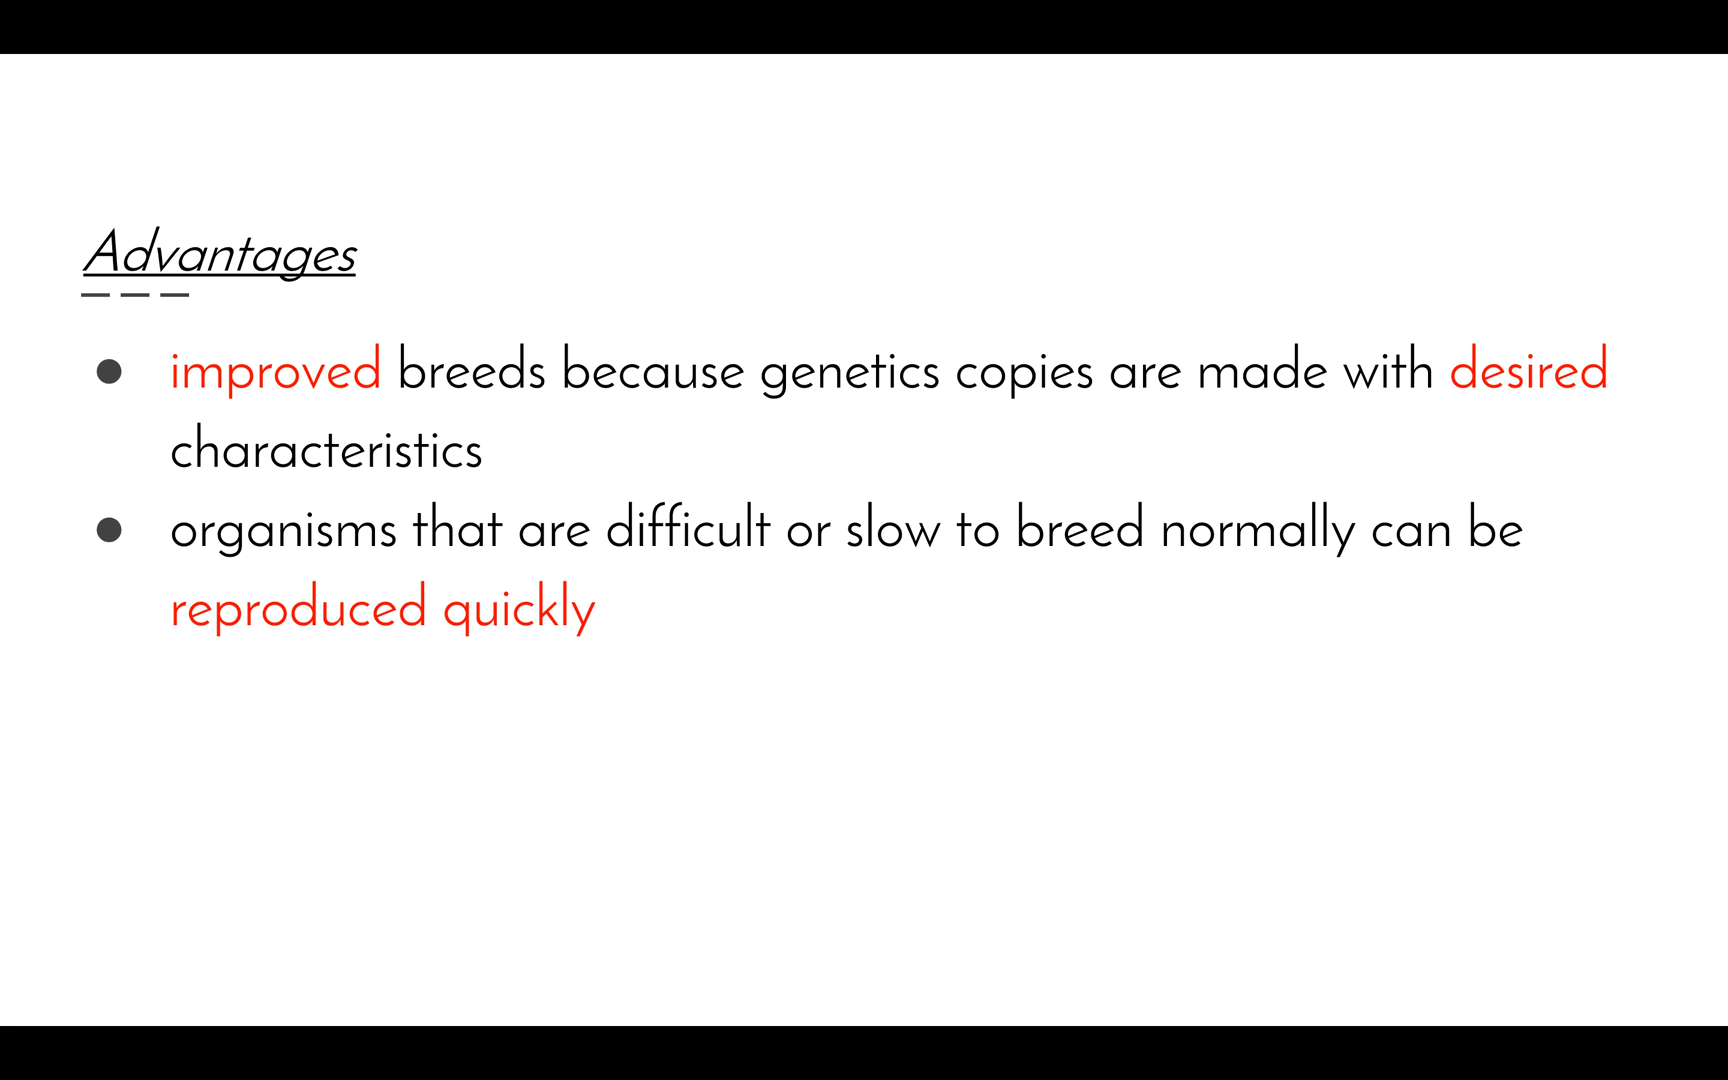 Advantages
improved breeds because genetics copies are made with desired
characteristics
organisms that are difficult or slow to breed normally can be
reproduced quickly